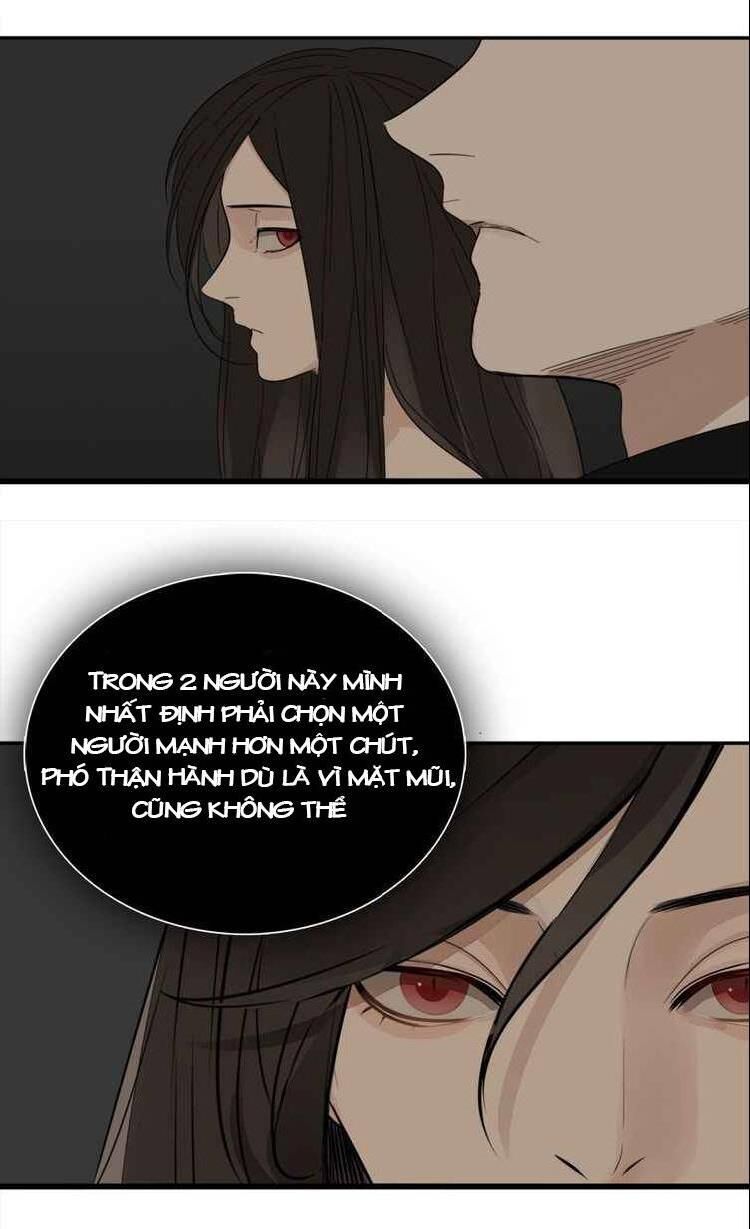 TRONG 2 NGƯỜI NÀY MÌNH
NHẤT ĐỊNH PHẢI CHỌN MỘT
NGƯỜI MẠNH HƠN MỘT CHÚT,
PHÓ THẬN HÀNH DÙ LÀ VÌ MẶT MŨI,
CŨNG KHÔNG THỂ